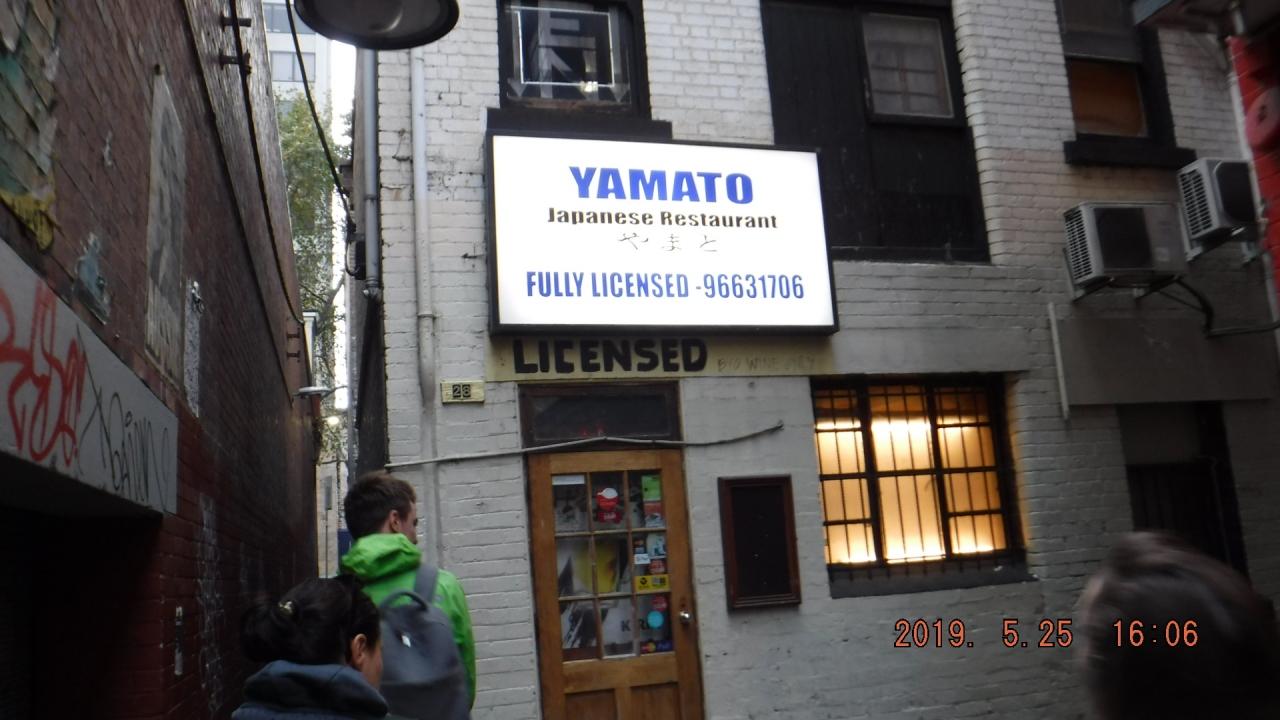 YAMATO
Japanese Restaurant
やまと
FULLY LICENSED -96631706
LICENSED
28
2019. 5.25 16:06